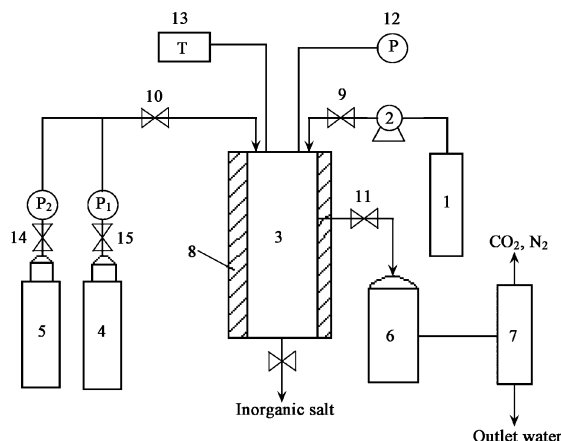 13
12
T
P
10
9
2
P₂
P₁
11
1
14
15
3
CO₂, N₂
8
5
4
6
7
Inorganic salt
Outlet water